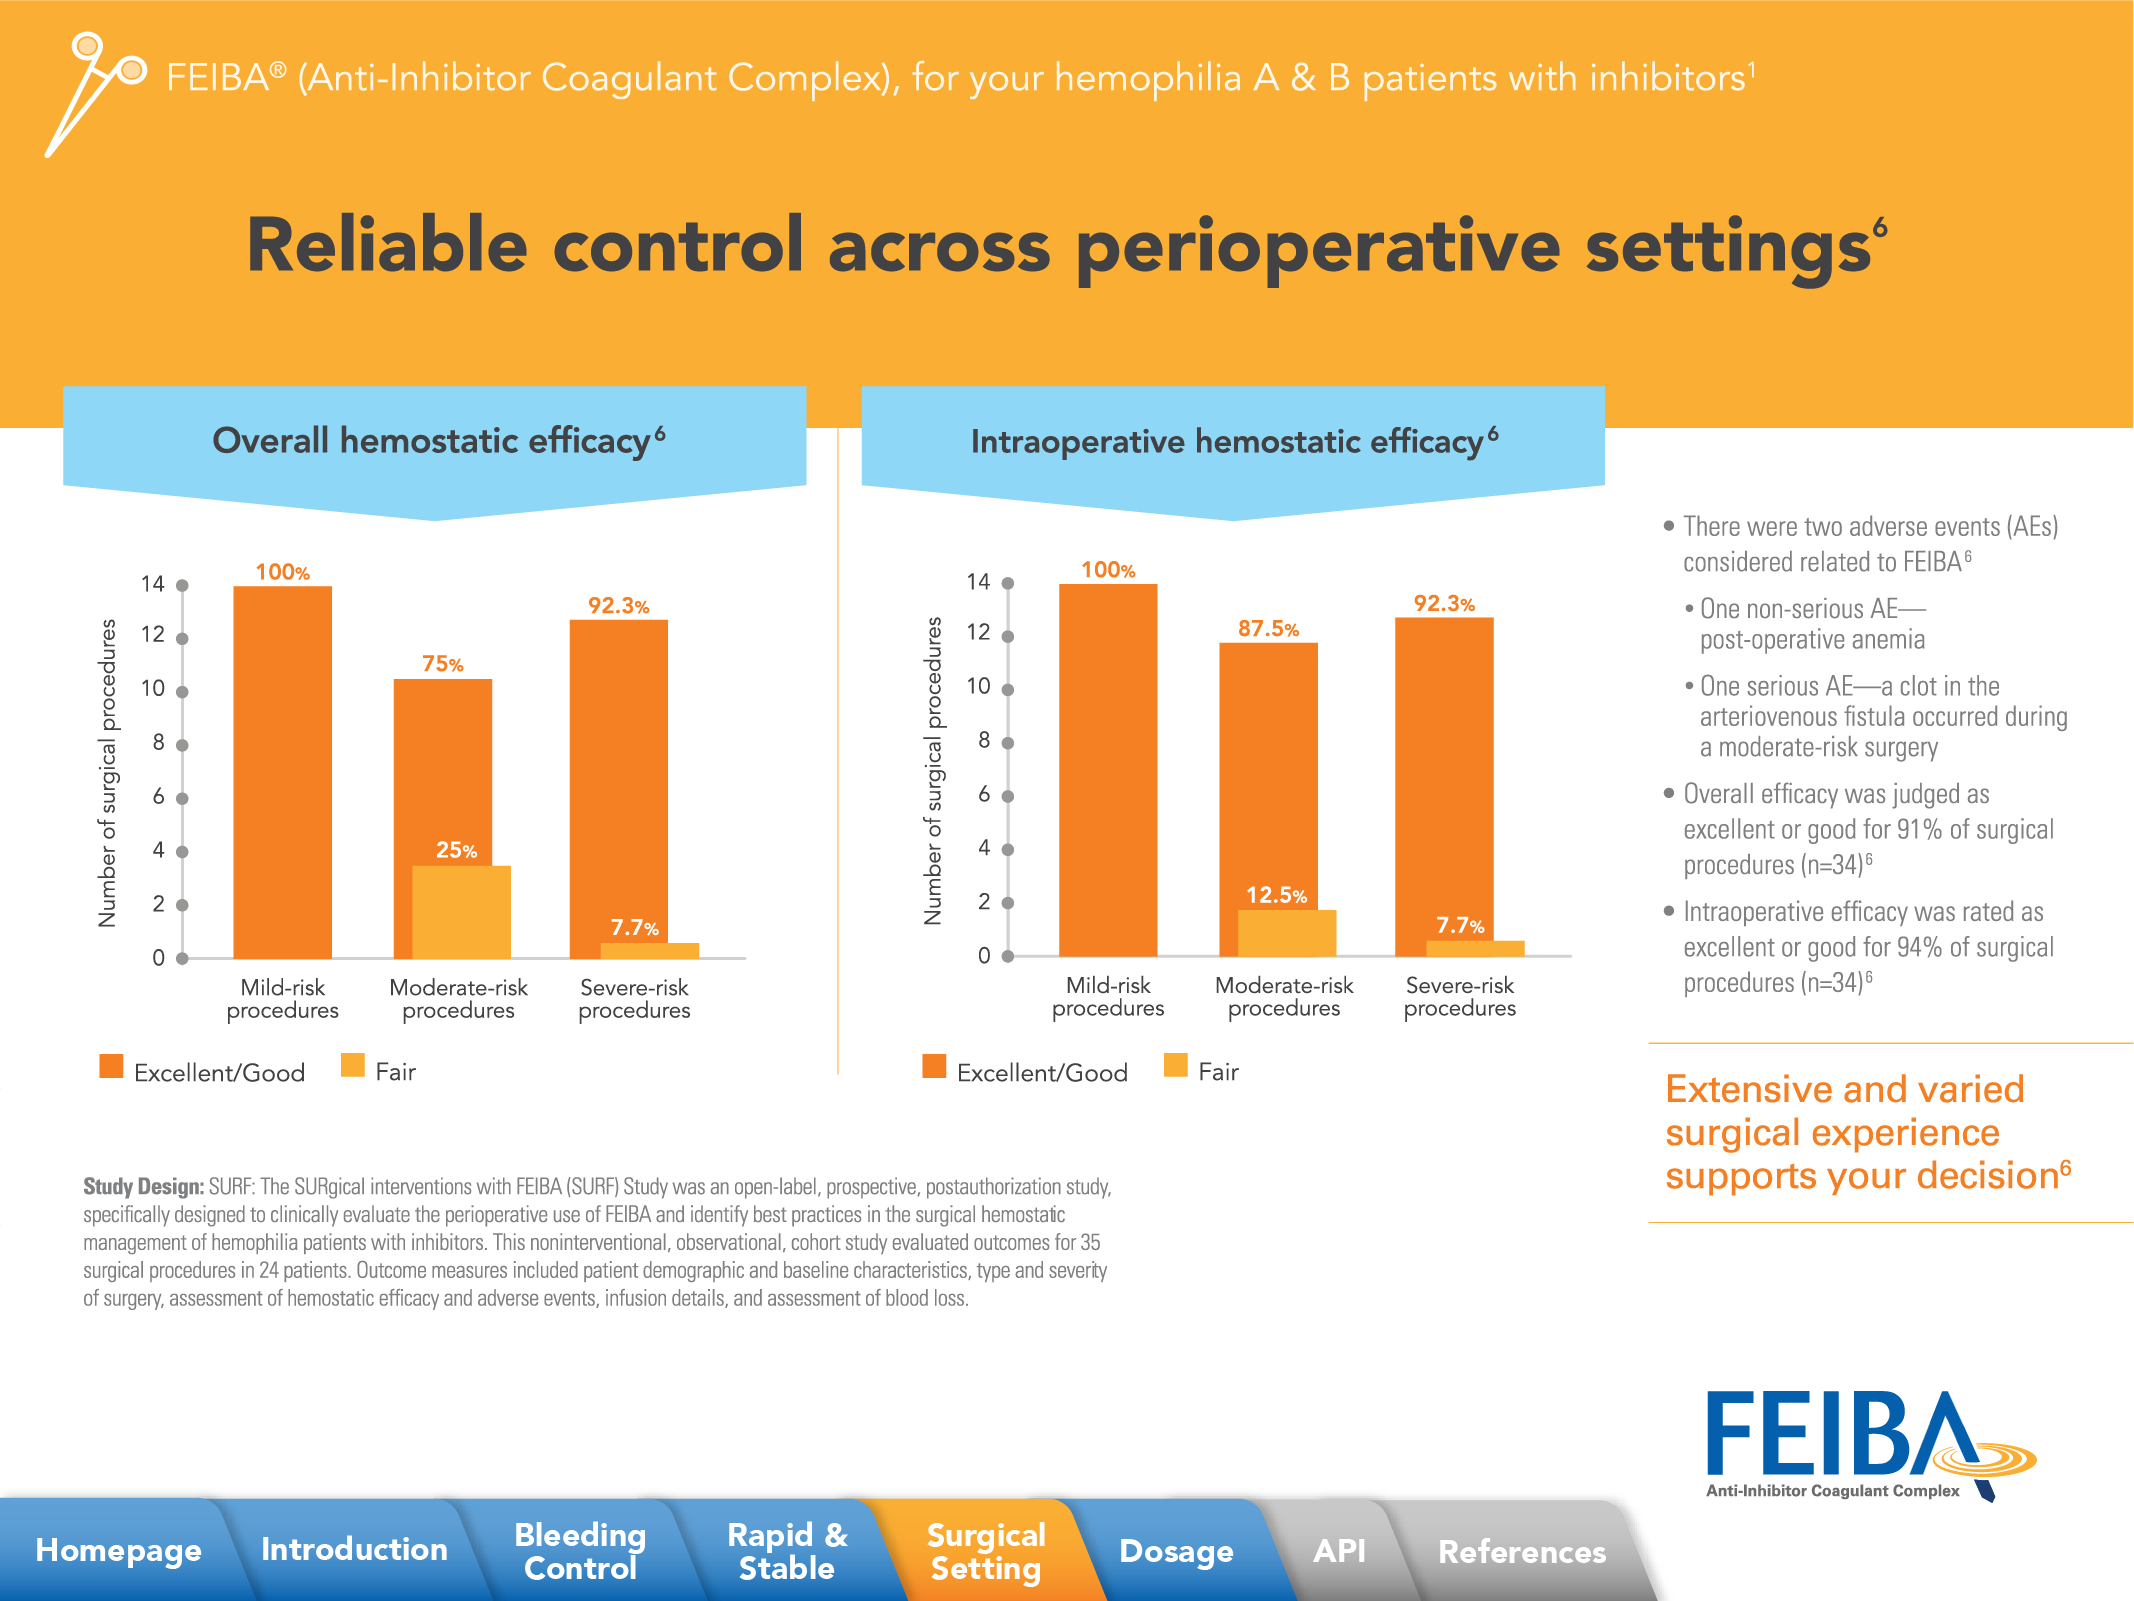 FEIBA® (Anti-Inhibitor Coagulant Complex), for your hemophilia A & B patients with inhibitors¹
Reliable control across perioperative settings⁶
Overall hemostatic efficacy⁶
Number of surgical procedures
14
12
10
8
6
4
2
0
100%
75%
25%
92.3%
7.7%
Mild-risk
procedures
Moderate-risk
procedures
Severe-risk
procedures
Excellent/Good
Fair
Intraoperative hemostatic efficacy⁶
Number of surgical procedures
14
12
10
8
6
4
2
0
100%
87.5%
12.5%
92.3%
7.7%
Mild-risk
procedures
Moderate-risk
procedures
Severe-risk
procedures
Excellent/Good
Fair
• There were two adverse events (AEs)
considered related to FEIBA⁶
• One non-serious AE—
post-operative anemia
• One serious AE—a clot in the
arteriovenous fistula occurred during
a moderate-risk surgery
• Overall efficacy was judged as
excellent or good for 91% of surgical
procedures (n=34)⁶
• Intraoperative efficacy was rated as
excellent or good for 94% of surgical
procedures (n=34)⁶
Extensive and varied
surgical experience
supports your decision⁶
Study Design: SURF: The SURgical interventions with FEIBA (SURF) Study was an open-label, prospective, postauthorization study,
specifically designed to clinically evaluate the perioperative use of FEIBA and identify best practices in the surgical hemostatic
management of hemophilia patients with inhibitors. This noninterventional, observational, cohort study evaluated outcomes for 35
surgical procedures in 24 patients. Outcome measures included patient demographic and baseline characteristics, type and severity
of surgery, assessment of hemostatic efficacy and adverse events, infusion details, and assessment of blood loss.
FEIBA
Anti-Inhibitor Coagulant Complex
Homepage
Introduction
Bleeding
Control
Rapid &
Stable
Surgical
Setting
Dosage
API
References